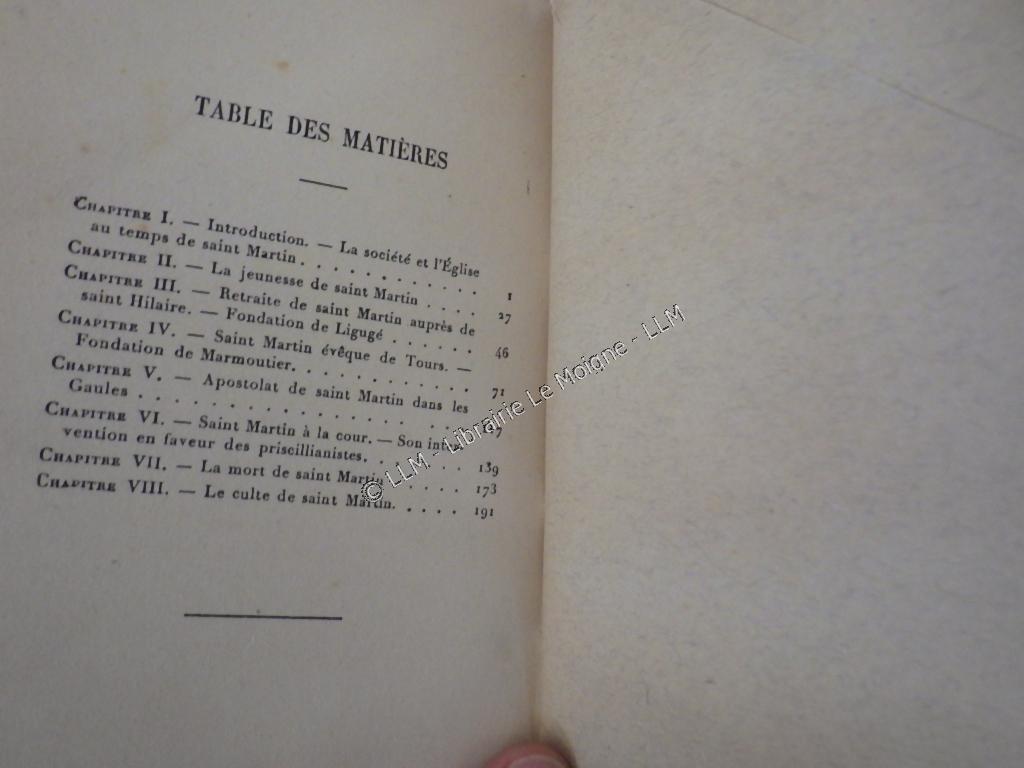 TABLE DES MATIÈRES
CHAPITRE I. — Introduction. — La société et l'Église
au temps de saint Martin . . . . . . . . . . . . 1
CHAPITRE II. — La jeunesse de saint Martin . . . . 27
CHAPITRE III. — Retraite de saint Martin auprès de
saint Hilaire. — Fondation de Ligugé . . . . . . 46
CHAPITRE IV. — Saint Martin évêque de Tours. —
Fondation de Marmoutier. . . . . . . . . . . . 71
CHAPITRE V. — Apostolat de saint Martin dans les
Gaules . . . . . . . . . . . . . . . .
CHAPITRE VI. — Saint Martin à la cour. — Son inter-
vention en faveur des priscillianistes. . . . . . . 139
CHAPITRE VII. — La mort de saint Martin . . . . . 173
CHAPITRE VIII. — Le culte de saint Martin. . . . . 191
© LLM - Librairie Le Moigne - LLM